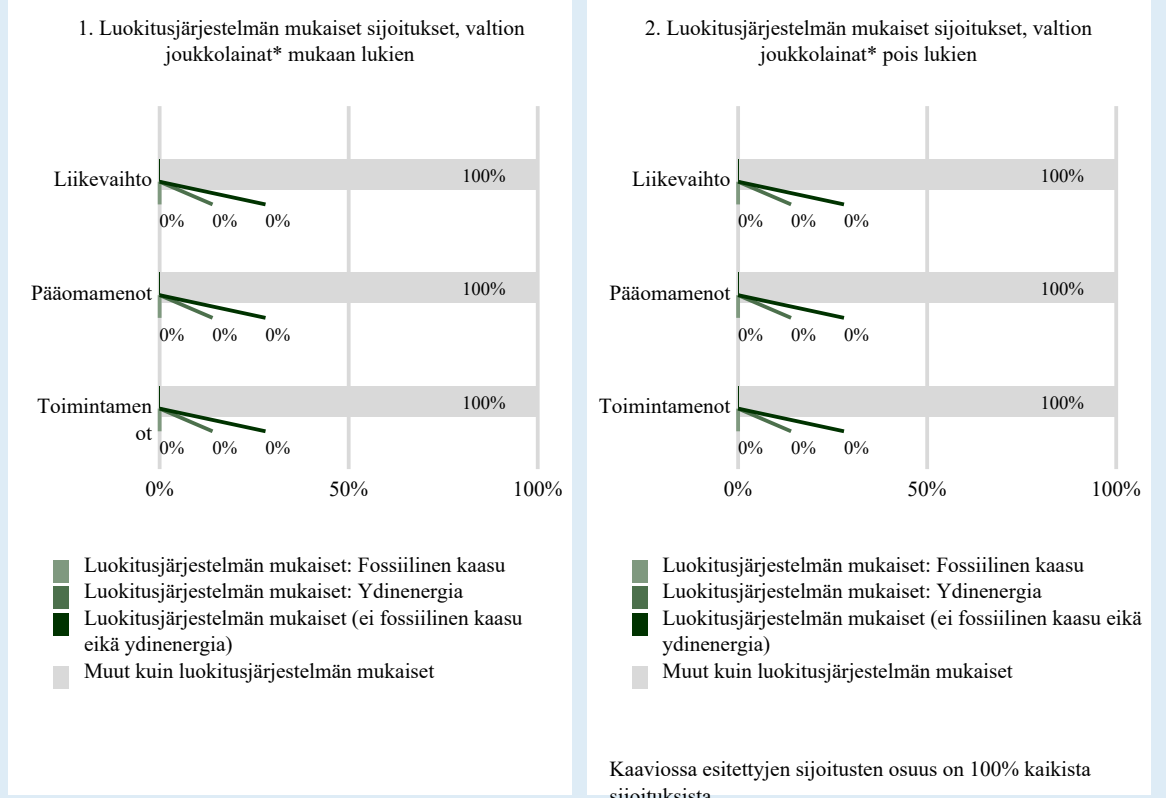 1. Luokitusjärjestelmän mukaiset sijoitukset, valtion
joukkolainat* mukaan lukien
Liikevaihto
100%
0% 0% 0%
Pääomamenot
100%
0% 0% 0%
Toimintamen
ot
100%
0% 0% 0%
0% 50% 100%
Luokitusjärjestelmän mukaiset: Fossiilinen kaasu
Luokitusjärjestelmän mukaiset: Ydinenergia
Luokitusjärjestelmän mukaiset (ei fossiilinen kaasu
eikä ydinenergia)
Muut kuin luokitusjärjestelmän mukaiset
2. Luokitusjärjestelmän mukaiset sijoitukset, valtion
joukkolainat* pois lukien
Liikevaihto
100%
0% 0% 0%
Pääomamenot
100%
0% 0% 0%
Toimintamenot
100%
0% 0% 0%
0% 50% 100%
Luokitusjärjestelmän mukaiset: Fossiilinen kaasu
Luokitusjärjestelmän mukaiset: Ydinenergia
Luokitusjärjestelmän mukaiset (ei fossiilinen kaasu eikä
ydinenergia)
Muut kuin luokitusjärjestelmän mukaiset
Kaaviossa esitettyjen sijoitusten osuus on 100% kaikista
sijoituksista